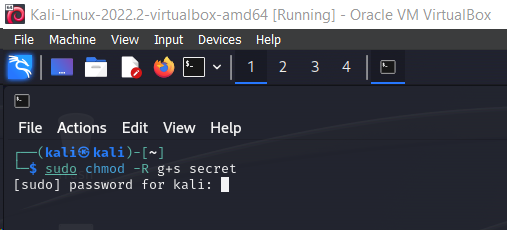 Kali-Linux-2022.2-virtualbox-amd64 [Running] - Oracle VM VirtualBox
File Machine View Input Devices Help
1 2 3 4
File Actions Edit View Help
┌──(kali㉿kali)-[~]
└─$ sudo chmod -R g+s secret
[sudo] password for kali: